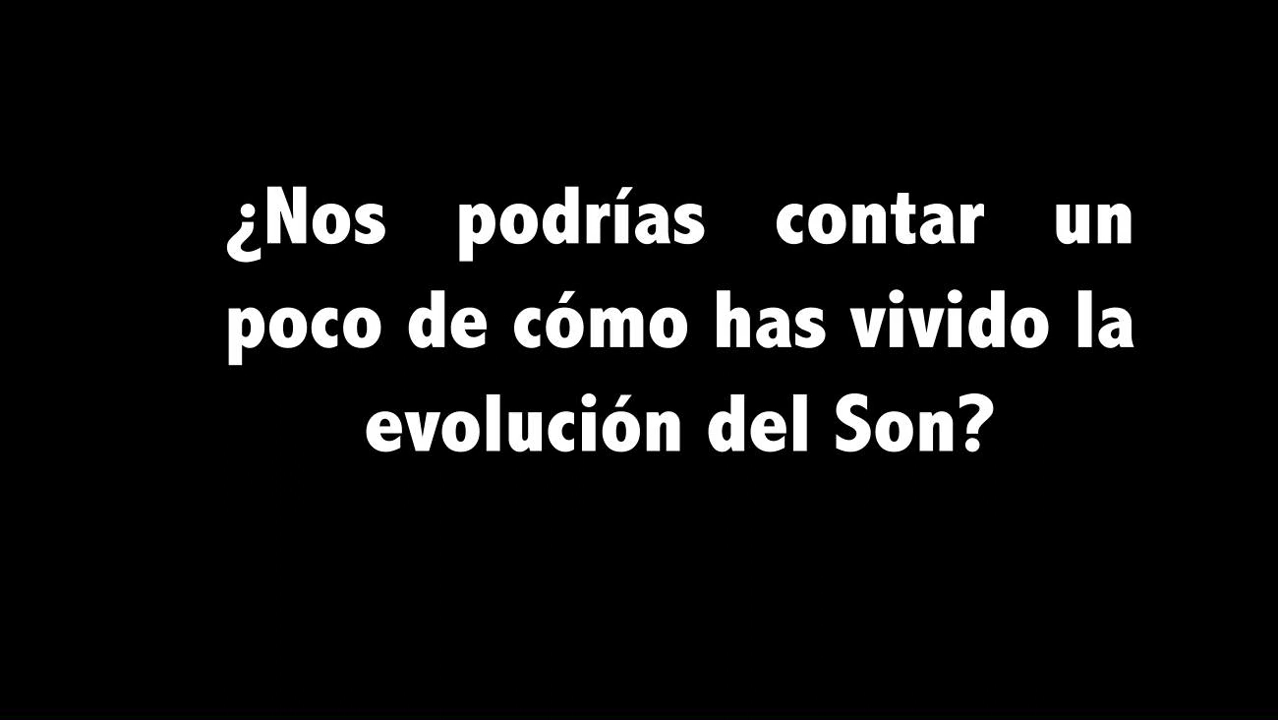 ¿Nos podrías contar un
poco de cómo has vivido la
evolución del Son?